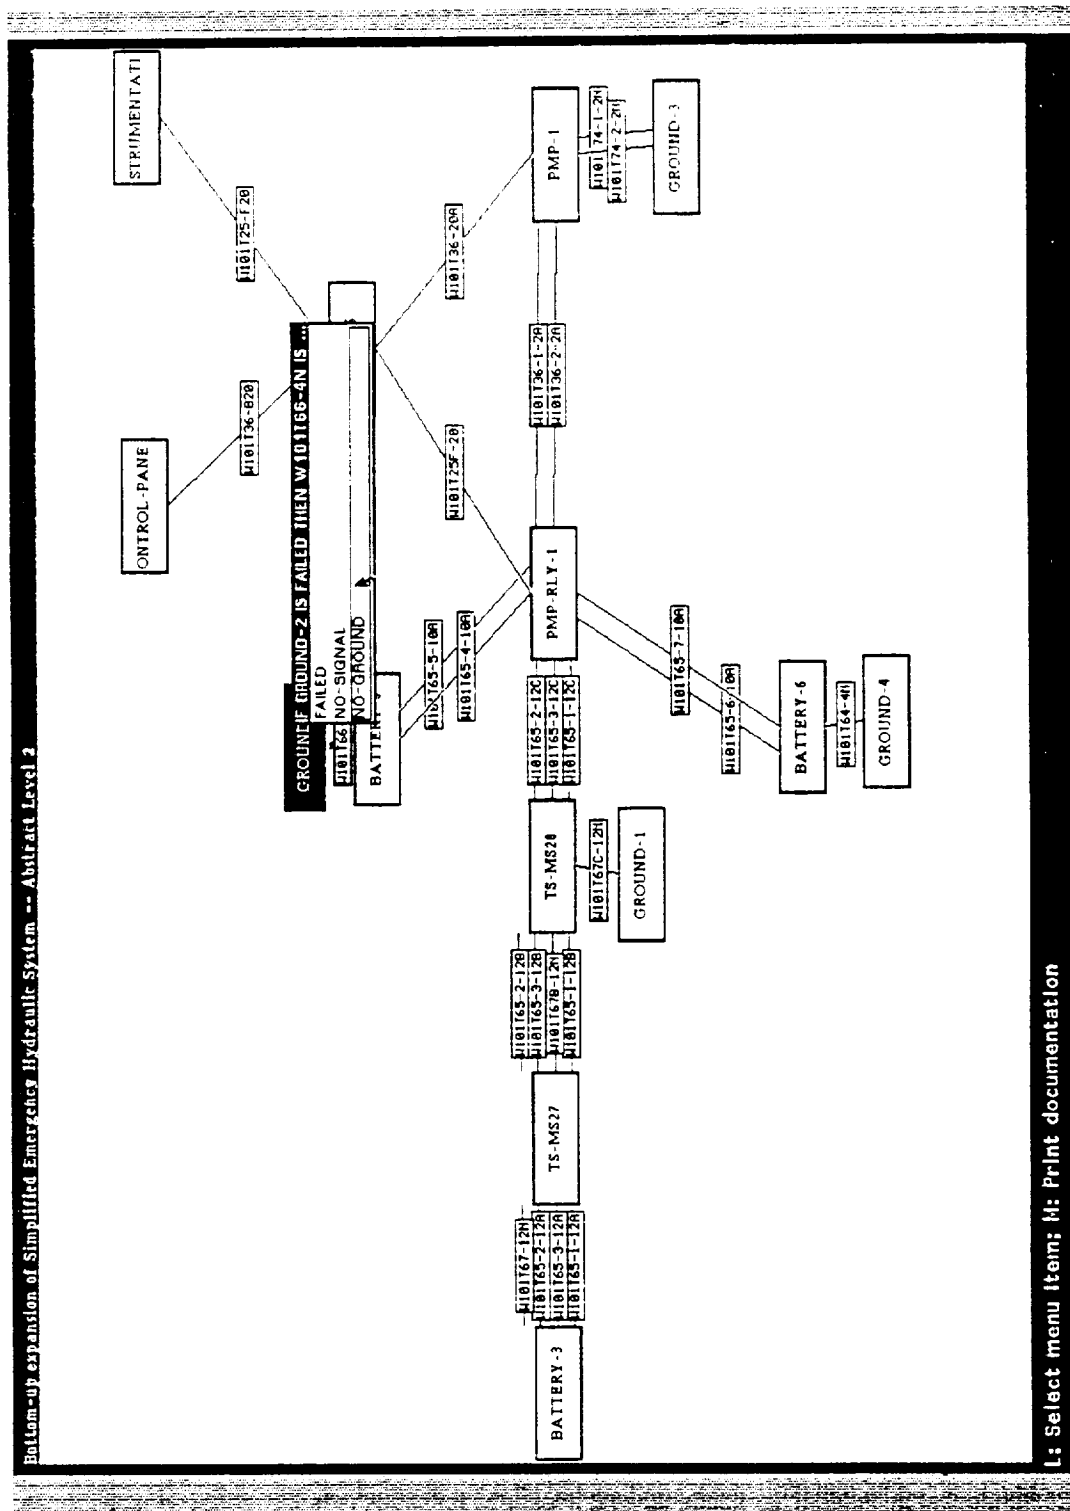 Bottom-up expansion of Simplified Emergency Hydraulic System -- Abstract Level 2
STRUMENTATI
W101T25-F20
ONTROL-PANE
W101T36-B20
GROUND
F GROUND-2 IS FAILED THEN W101T66-4N IS ...
FAILED
NO-SIGNAL
NO-GROUND
W101T66
BATTERY
W101T65-5-10A
W101T65-4-10A
W101T25F-20
W101T36-20A
PMP-1
W101T74-1-2N
W101T74-2-2N
GROUND-3
W101T36-1-2A
W101T36-2-2A
PMP-RLY-1
W101T65-2-12C
W101T65-3-12C
W101T65-1-12C
W101T65-7-10A
W101T65-6-10A
BATTERY-6
W101T64-4N
GROUND-4
TS-MS28
W101T67C-12N
GROUND-1
W101T65-2-12B
W101T65-3-12B
W101T67B-12N
W101T65-1-12B
TS-MS27
W101T67-12N
W101T65-2-12A
W101T65-3-12A
W101T65-1-12A
BATTERY-3
L: Select menu item; M: Print documentation